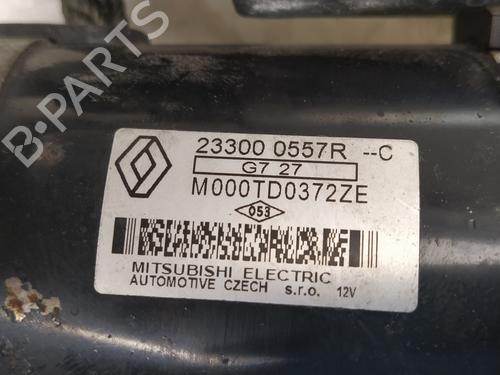 23300 0557R --C
G7 27
M000TD0372ZE
053
MITSUBISHI ELECTRIC
AUTOMOTIVE CZECH s.r.o. 12V
B-Parts